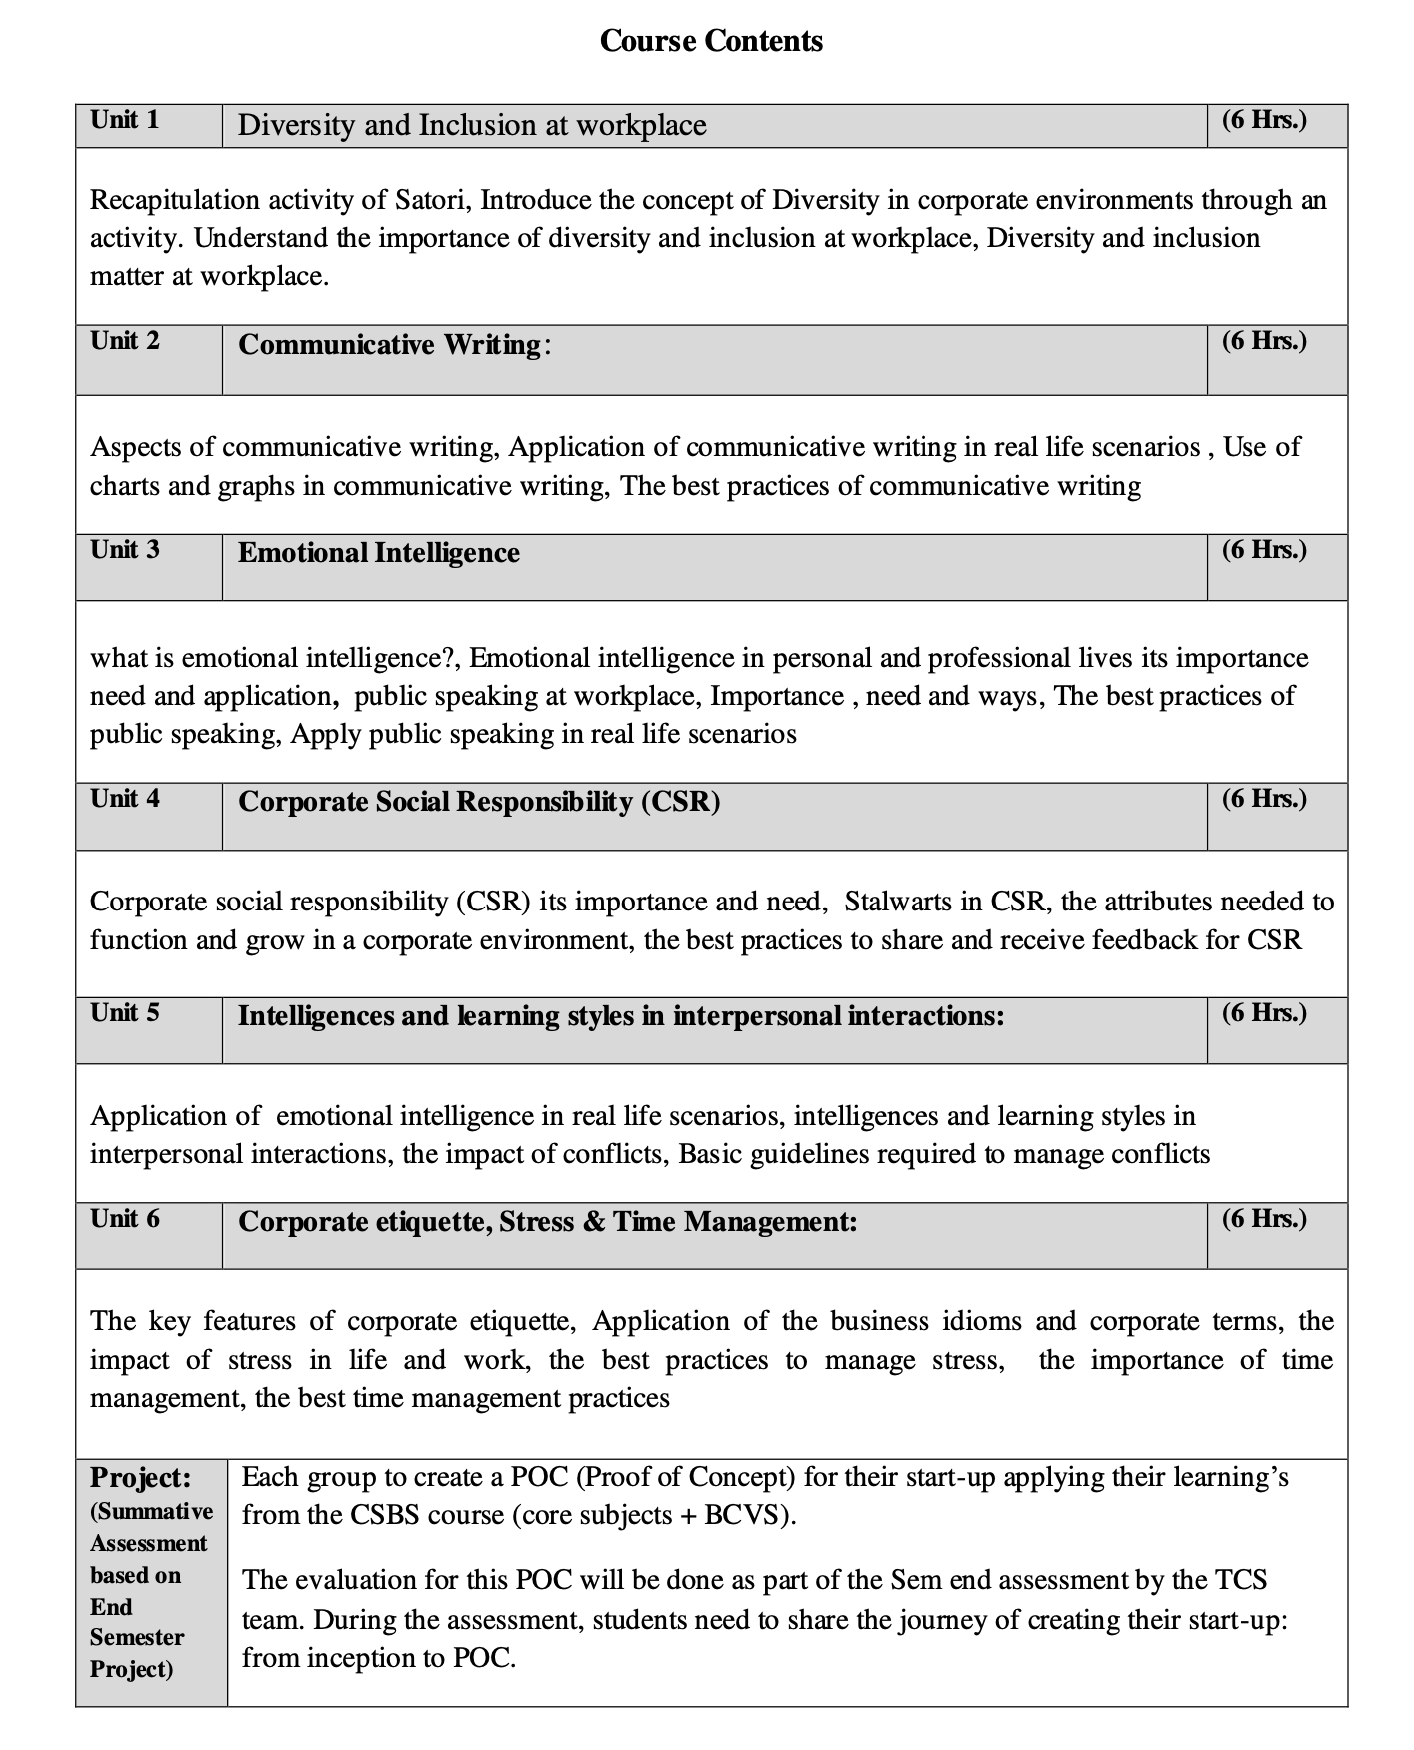 Course Contents
Unit 1 Diversity and Inclusion at workplace (6 Hrs.)
Recapitulation activity of Satori, Introduce the concept of Diversity in corporate environments through an
activity. Understand the importance of diversity and inclusion at workplace, Diversity and inclusion
matter at workplace.
Unit 2 Communicative Writing: (6 Hrs.)
Aspects of communicative writing, Application of communicative writing in real life scenarios , Use of
charts and graphs in communicative writing, The best practices of communicative writing
Unit 3 Emotional Intelligence (6 Hrs.)
what is emotional intelligence?, Emotional intelligence in personal and professional lives its importance
need and application, public speaking at workplace, Importance , need and ways, The best practices of
public speaking, Apply public speaking in real life scenarios
Unit 4 Corporate Social Responsibility (CSR) (6 Hrs.)
Corporate social responsibility (CSR) its importance and need, Stalwarts in CSR, the attributes needed to
function and grow in a corporate environment, the best practices to share and receive feedback for CSR
Unit 5 Intelligences and learning styles in interpersonal interactions: (6 Hrs.)
Application of emotional intelligence in real life scenarios, intelligences and learning styles in
interpersonal interactions, the impact of conflicts, Basic guidelines required to manage conflicts
Unit 6 Corporate etiquette, Stress & Time Management: (6 Hrs.)
The key features of corporate etiquette, Application of the business idioms and corporate terms, the
impact of stress in life and work, the best practices to manage stress, the importance of time
management, the best time management practices
Project:
(Summative
Assessment
based on
End
Semester
Project)
Each group to create a POC (Proof of Concept) for their start-up applying their learning’s
from the CSBS course (core subjects + BCVS).
The evaluation for this POC will be done as part of the Sem end assessment by the TCS
team. During the assessment, students need to share the journey of creating their start-up:
from inception to POC.